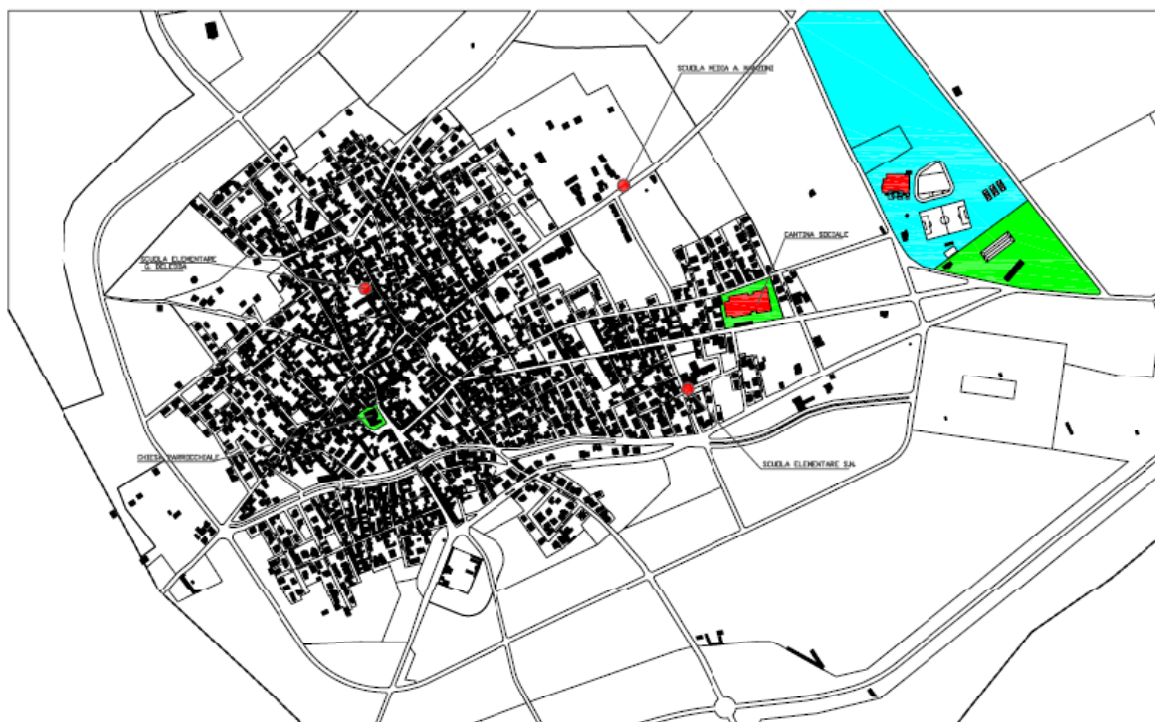 SCUOLA MEDIA A. MANZONI
CANTINA SOCIALE
SCUOLA ELEMENTARE
G. DELEDDA
CHIESA PARROCCHIALE
SCUOLA ELEMENTARE S.N.